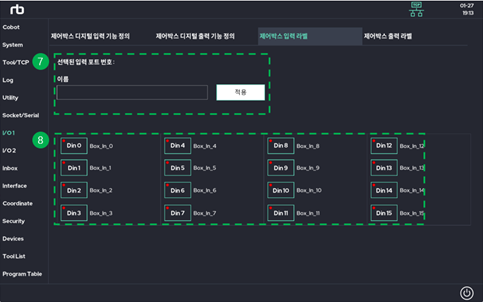 rb
TCP
01-27
19:13
Cobot
System
Tool/TCP
Log
Utility
Socket/Serial
I/O 1
I/O 2
Inbox
Interface
Coordinate
Security
Devices
Tool List
Program Table
제어박스 디지털 입력 기능 정의 제어박스 디지털 출력 기능 정의 제어박스 입력 라벨 제어박스 출력 라벨
7
선택된 입력 포트 번호 :
이름
적용
8
Din 0 Box_In_0 Din 4 Box_In_4 Din 8 Box_In_8 Din 12 Box_In_12
Din 1 Box_In_1 Din 5 Box_In_5 Din 9 Box_In_9 Din 13 Box_In_13
Din 2 Box_In_2 Din 6 Box_In_6 Din 10 Box_In_10 Din 14 Box_In_14
Din 3 Box_In_3 Din 7 Box_In_7 Din 11 Box_In_11 Din 15 Box_In_15